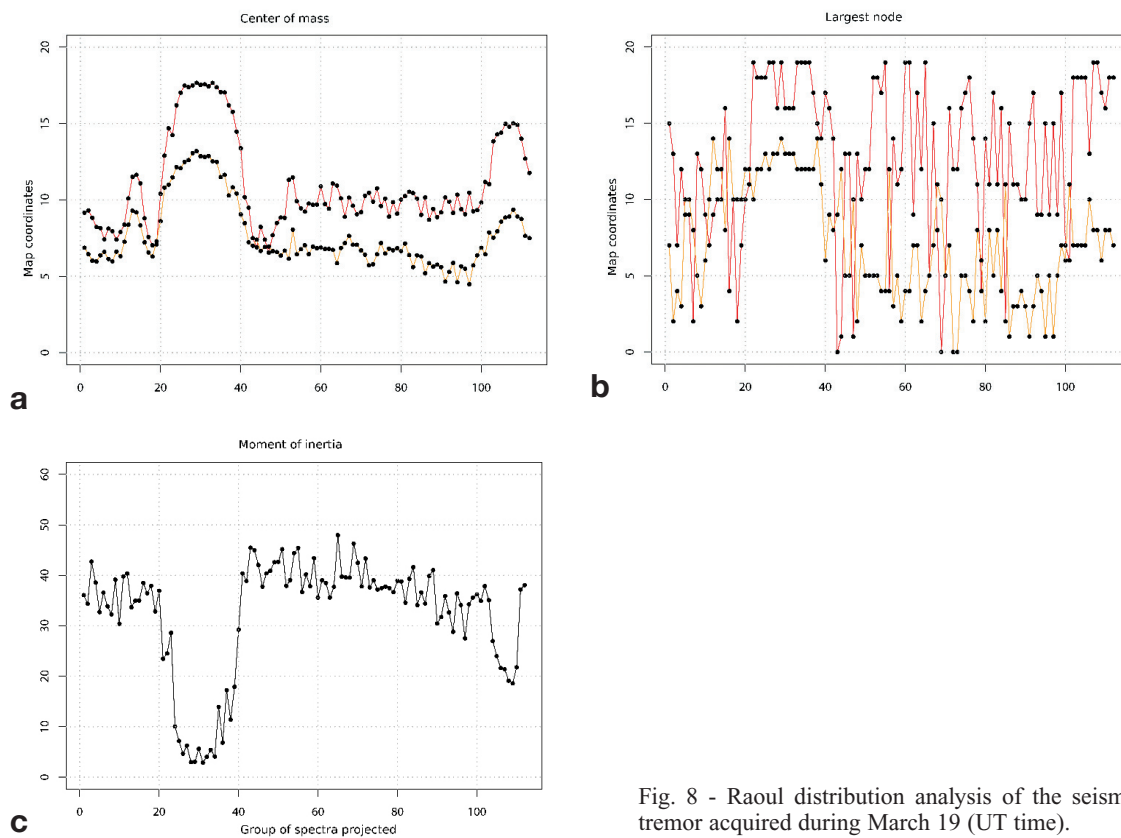 Center of mass
Map coordinates
20
15
10
5
0
0 20 40 60 80 100
a
Largest node
Map coordinates
20
15
10
5
0
0 20 40 60 80 100
b
Moment of inertia
60
50
40
30
20
10
0
0 20 40 60 80 100
Group of spectra projected
c
Fig. 8 - Raoul distribution analysis of the seism
tremor acquired during March 19 (UT time).